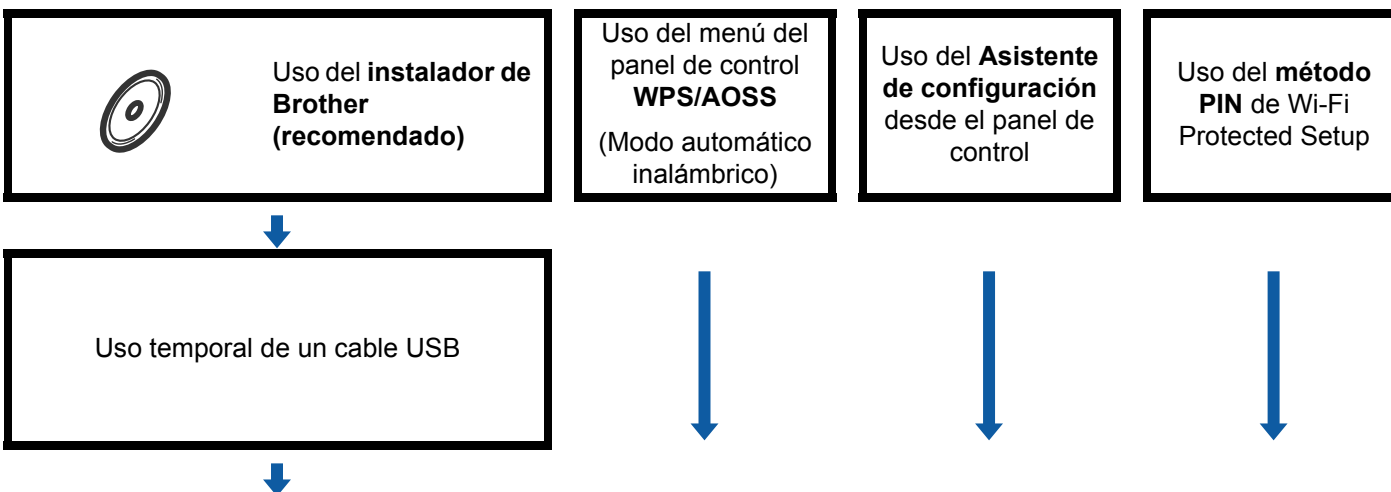 Uso del instalador de
Brother
(recomendado)
Uso del menú del
panel de control
WPS/AOSS
(Modo automático
inalámbrico)
Uso del Asistente
de configuración
desde el panel de
control
Uso del método
PIN de Wi-Fi
Protected Setup
Uso temporal de un cable USB